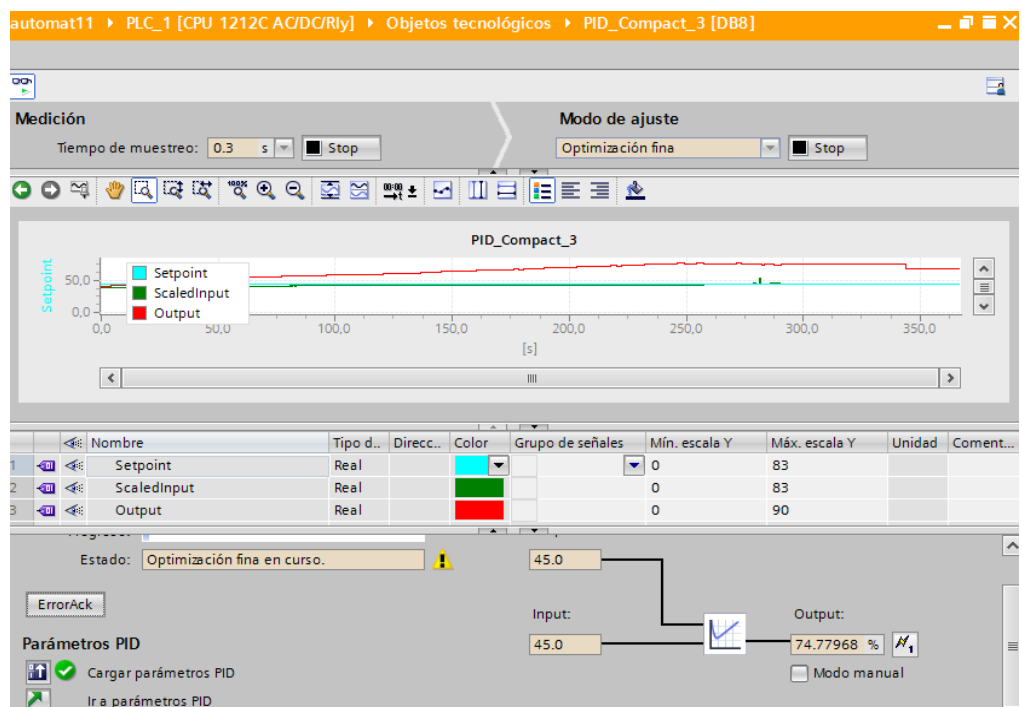 automat11 ▸ PLC_1 [CPU 1212C AC/DC/Rly] ▸ Objetos tecnológicos ▸ PID_Compact_3 [DB8]
Medición
Modo de ajuste
Tiempo de muestreo: 0.3 s Stop
Optimización fina Stop
PID_Compact_3
Setpoint
50,0
0,0
Setpoint
ScaledInput
Output
0,0 50,0 100,0 150,0 200,0 250,0 300,0 350,0
[s]
Nombre Tipo d.. Direcc... Color Grupo de señales Mín. escala Y Máx. escala Y Unidad Coment...
1 Setpoint Real 0 83
2 ScaledInput Real 0 83
3 Output Real 0 90
Estado: Optimización fina en curso. 45.0
ErrorAck
Input: Output:
Parámetros PID 45.0 74.77968 %
Cargar parámetros PID Modo manual
Ir a parámetros PID